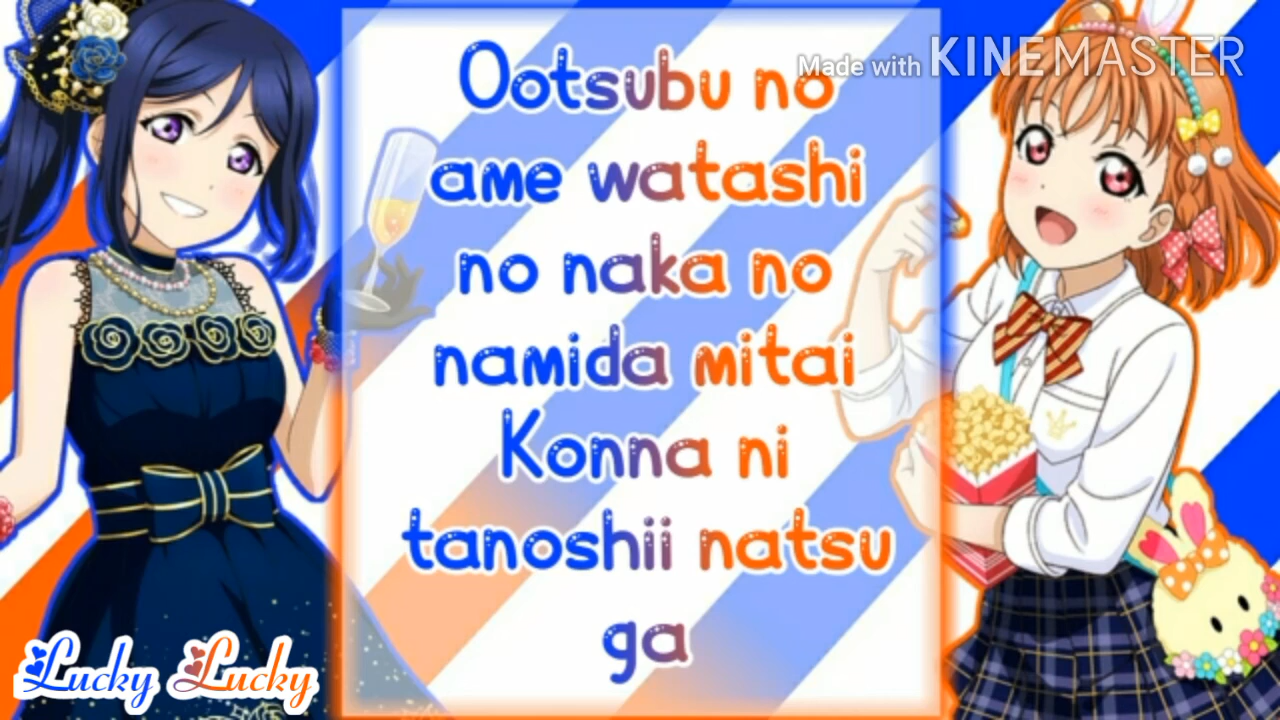 Made with KINEMASTER
Ootsubu no
ame watashi
no naka no
namida mitai
Konna ni
tanoshii natsu
ga
Lucky Lucky